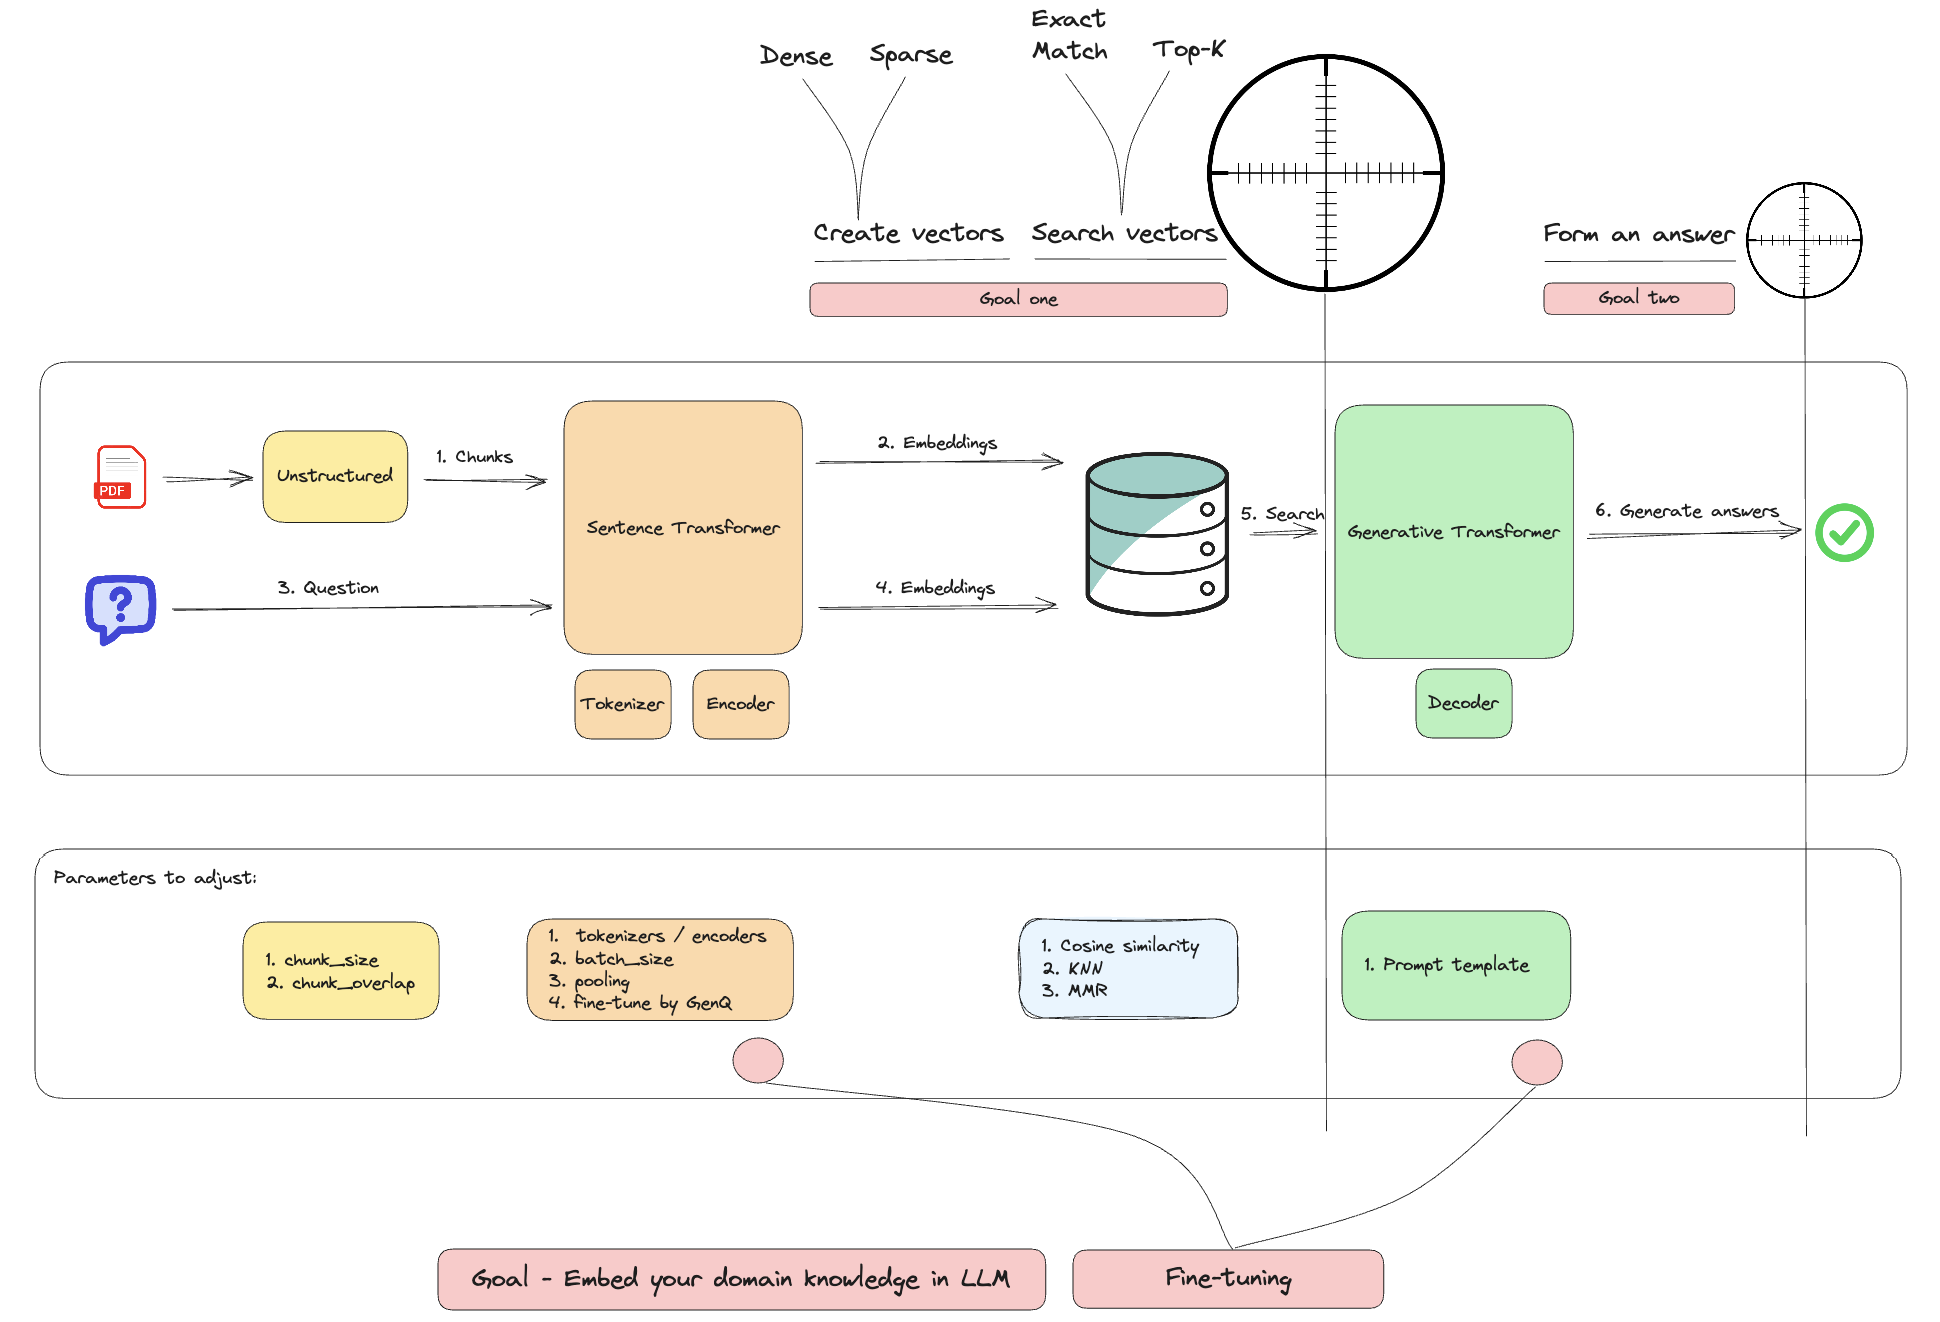 Exact
Match
Dense
Sparse
Top-K
Create vectors
Search vectors
Form an answer
Goal one
Goal two
PDF
Unstructured
1. Chunks
Sentence Transformer
2. Embeddings
5. Search
Generative Transformer
6. Generate answers
3. Question
4. Embeddings
Tokenizer
Encoder
Decoder
Parameters to adjust:
1. chunk_size
2. chunk_overlap
1. tokenizers / encoders
2. batch_size
3. pooling
4. fine-tune by GenQ
1. Cosine similarity
2. KNN
3. MMR
1. Prompt template
Goal - Embed your domain knowledge in LLM
Fine-tuning